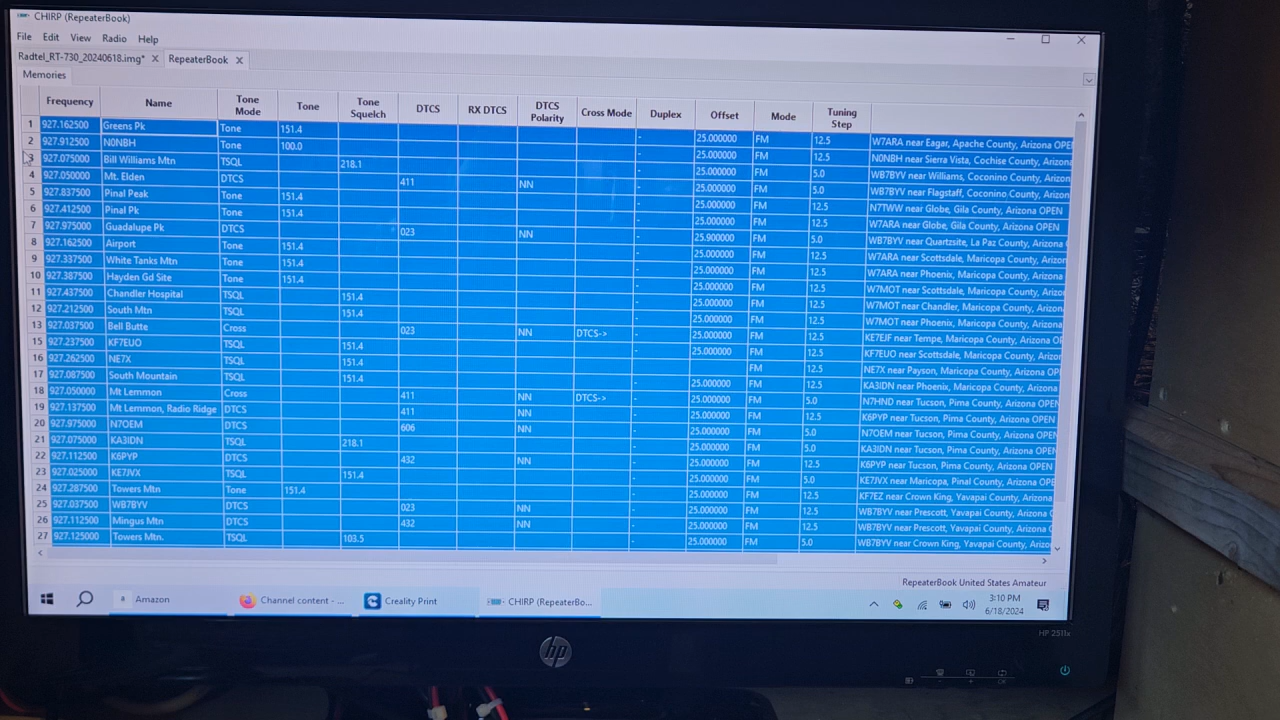 CHIRP (RepeaterBook)
File Edit View Radio Help
Radtel_RT-730_20240618.img* X RepeaterBook X
Memories
Frequency Name Tone Mode Tone Tone Squelch DTCS RX DTCS DTCS Polarity Cross Mode Duplex Offset Mode Tuning Step
1 927.162500 Greens Pk Tone 151.4 - 25.000000 FM 12.5 W7ARA near Eagar, Apache County, Arizona OPE
2 927.912500 N0NBH Tone 100.0 - 25.000000 FM 12.5 N0NBH near Sierra Vista, Cochise County, Arizona
3 927.075000 Bill Williams Mtn TSQL 218.1 - 25.000000 FM 5.0 WB7BYV near Williams, Coconino County, Arizona
4 927.050000 Mt. Elden DTCS 411 NN - 25.000000 FM 5.0 WB7BYV near Flagstaff, Coconino County, Arizon
5 927.837500 Pinal Peak Tone 151.4 - 25.000000 FM 12.5 N7TWW near Globe, Gila County, Arizona OPEN
6 927.412500 Pinal Pk Tone 151.4 - 25.000000 FM 12.5 W7ARA near Globe, Gila County, Arizona OPEN
7 927.975000 Guadalupe Pk DTCS 023 NN - 25.900000 FM 5.0 WB7BYV near Quartzsite, La Paz County, Arizona
8 927.162500 Airport Tone 151.4 - 25.000000 FM 12.5 W7ARA near Scottsdale, Maricopa County, Arizona
9 927.337500 White Tanks Mtn Tone 151.4 - 25.000000 FM 12.5 W7ARA near Phoenix, Maricopa County, Arizona
10 927.387500 Hayden Gd Site Tone 151.4 - 25.000000 FM 12.5 W7MOT near Scottsdale, Maricopa County, Arizon
11 927.437500 Chandler Hospital TSQL 151.4 - 25.000000 FM 12.5 W7MOT near Chandler, Maricopa County, Arizona
12 927.212500 South Mtn TSQL 151.4 - 25.000000 FM 12.5 W7MOT near Phoenix, Maricopa County, Arizona
13 927.037500 Bell Butte Cross 023 NN DTCS-> - 25.000000 FM 12.5 KE7EJF near Tempe, Maricopa County, Arizona OF
15 927.237500 KF7EUO TSQL 151.4 - 25.000000 FM 12.5 KF7EUO near Scottsdale, Maricopa County, Arizor
16 927.262500 NE7X TSQL 151.4 FM 12.5 NE7X near Payson, Maricopa County, Arizona
17 927.087500 South Mountain TSQL 151.4 - 25.000000 FM 12.5 KA3IDN near Phoenix, Maricopa County, Arizona
18 927.050000 Mt Lemmon Cross 411 NN DTCS-> - 25.000000 FM 5.0 N7HND near Tucson, Pima County, Arizona OPEN
19 927.137500 Mt Lemmon, Radio Ridge DTCS 411 NN - 25.000000 FM 12.5 K6PYP near Tucson, Pima County, Arizona OPEN
20 927.975000 N7OEM DTCS 606 NN - 25.000000 FM 5.0 N7OEM near Tucson, Pima County, Arizona OPEN
21 927.075000 KA3IDN TSQL 218.1 - 25.000000 FM 5.0 KA3IDN near Tucson, Pima County, Arizona OPEN
22 927.112500 K6PYP DTCS 432 NN - 25.000000 FM 12.5 K6PYP near Tucson, Pima County, Arizona OPEN
23 927.025000 KE7JVX TSQL 151.4 - 25.000000 FM 5.0 KE7JVX near Maricopa, Pinal County, Arizona OPEN
24 927.287500 Towers Mtn Tone 151.4 - 25.000000 FM 12.5 KF7EZ near Crown King, Yavapai County, Arizona
25 927.037500 WB7BYV DTCS 023 NN - 25.000000 FM 12.5 WB7BYV near Prescott, Yavapai County, Arizona
26 927.112500 Mingus Mtn DTCS 432 NN - 25.000000 FM 12.5 WB7BYV near Prescott, Yavapai County, Arizona
27 927.125000 Towers Mtn. TSQL 103.5 - 25.000000 FM 5.0 WB7BYV near Crown King, Yavapai County, Arizo
RepeaterBook United States Amateur
a Amazon Channel content - ... Creality Print CHIRP (RepeaterBo... 3:10 PM
6/18/2024
HP 2511x
hp